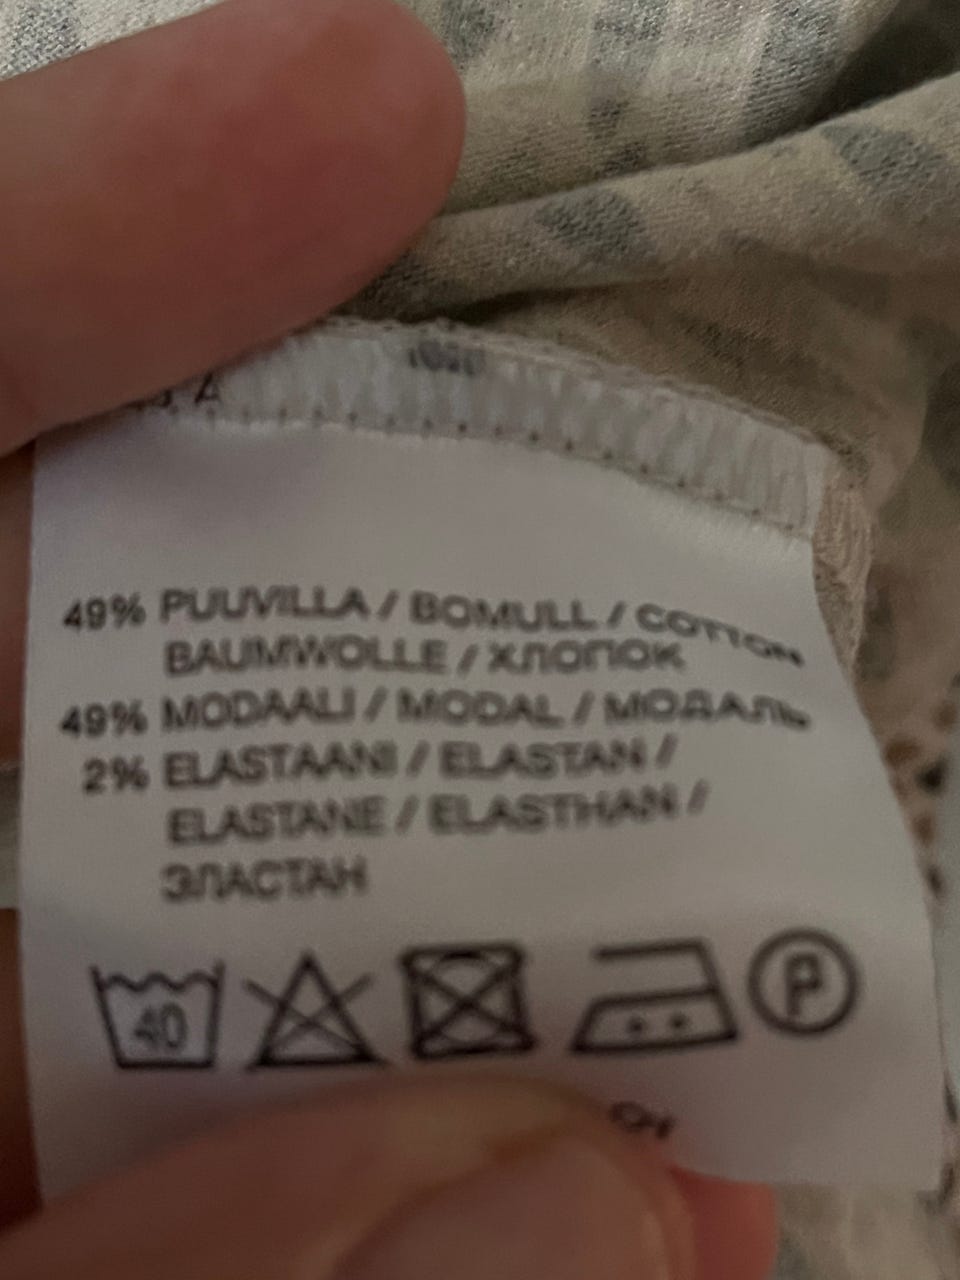 A
49% PUUVILLA / BOMULL / COTTON
BAUMWOLLE / ХЛОПОК
49% MODAALI / MODAL / МОДАЛЬ
2% ELASTAANI / ELASTAN /
ELASTANE / ELASTHAN /
ЭЛАСТАН
40 P